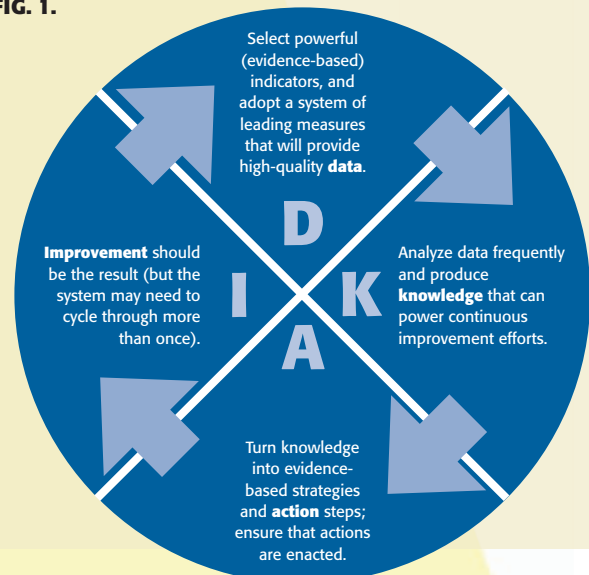 FIG. 1.
Select powerful
(evidence-based)
indicators, and
adopt a system of
leading measures
that will provide
high-quality data.
D
Improvement should
be the result (but the
system may need to
cycle through more
than once).
I
K
Analyze data frequently
and produce
knowledge that can
power continuous
improvement efforts.
A
Turn knowledge
into evidence-
based strategies
and action steps;
ensure that actions
are enacted.